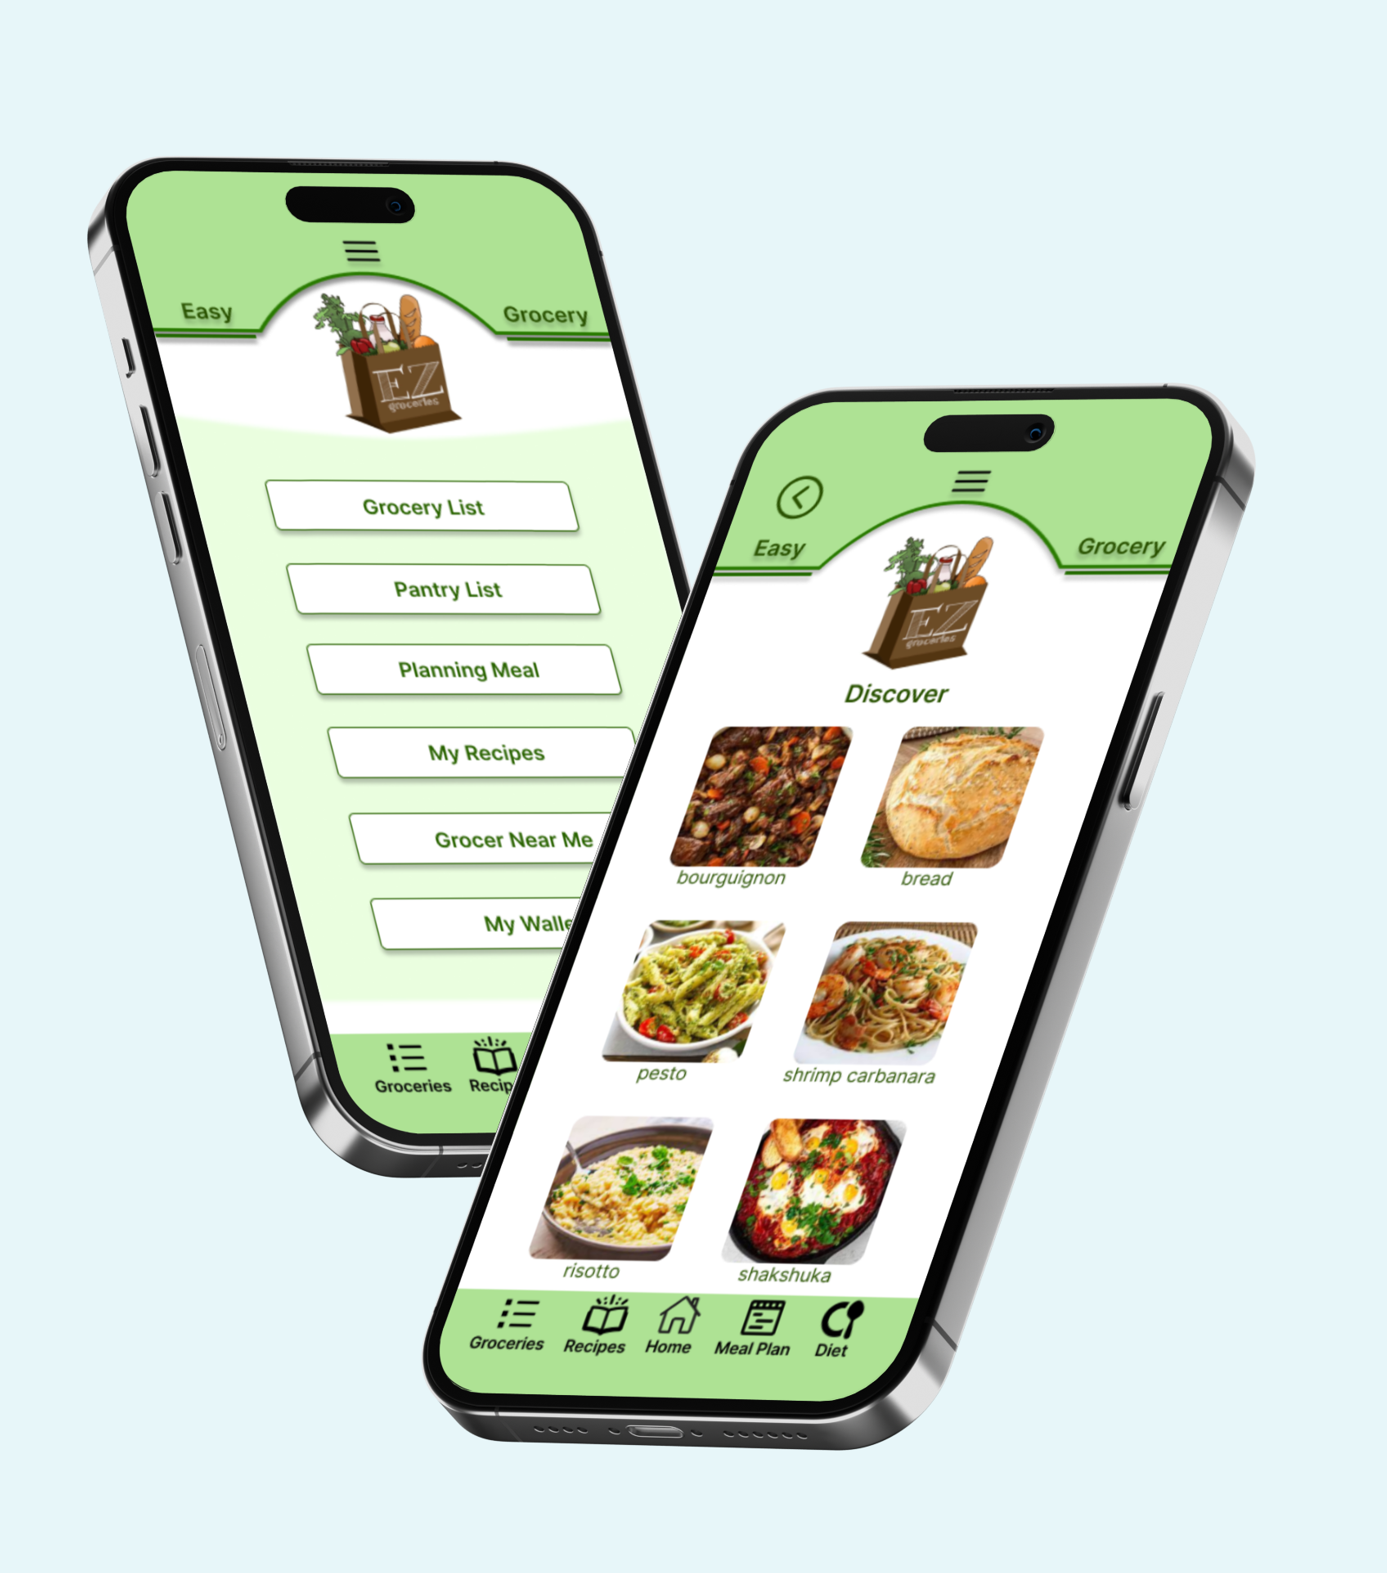 Easy
Grocery
EZ
groceries
Grocery List
Pantry List
Planning Meal
My Recipes
Grocer Near Me
My Walle
Groceries
Recip
Easy
Grocery
EZ
groceries
Discover
bourguignon
bread
pesto
shrimp carbanara
risotto
shakshuka
Groceries
Recipes
Home
Meal Plan
Diet